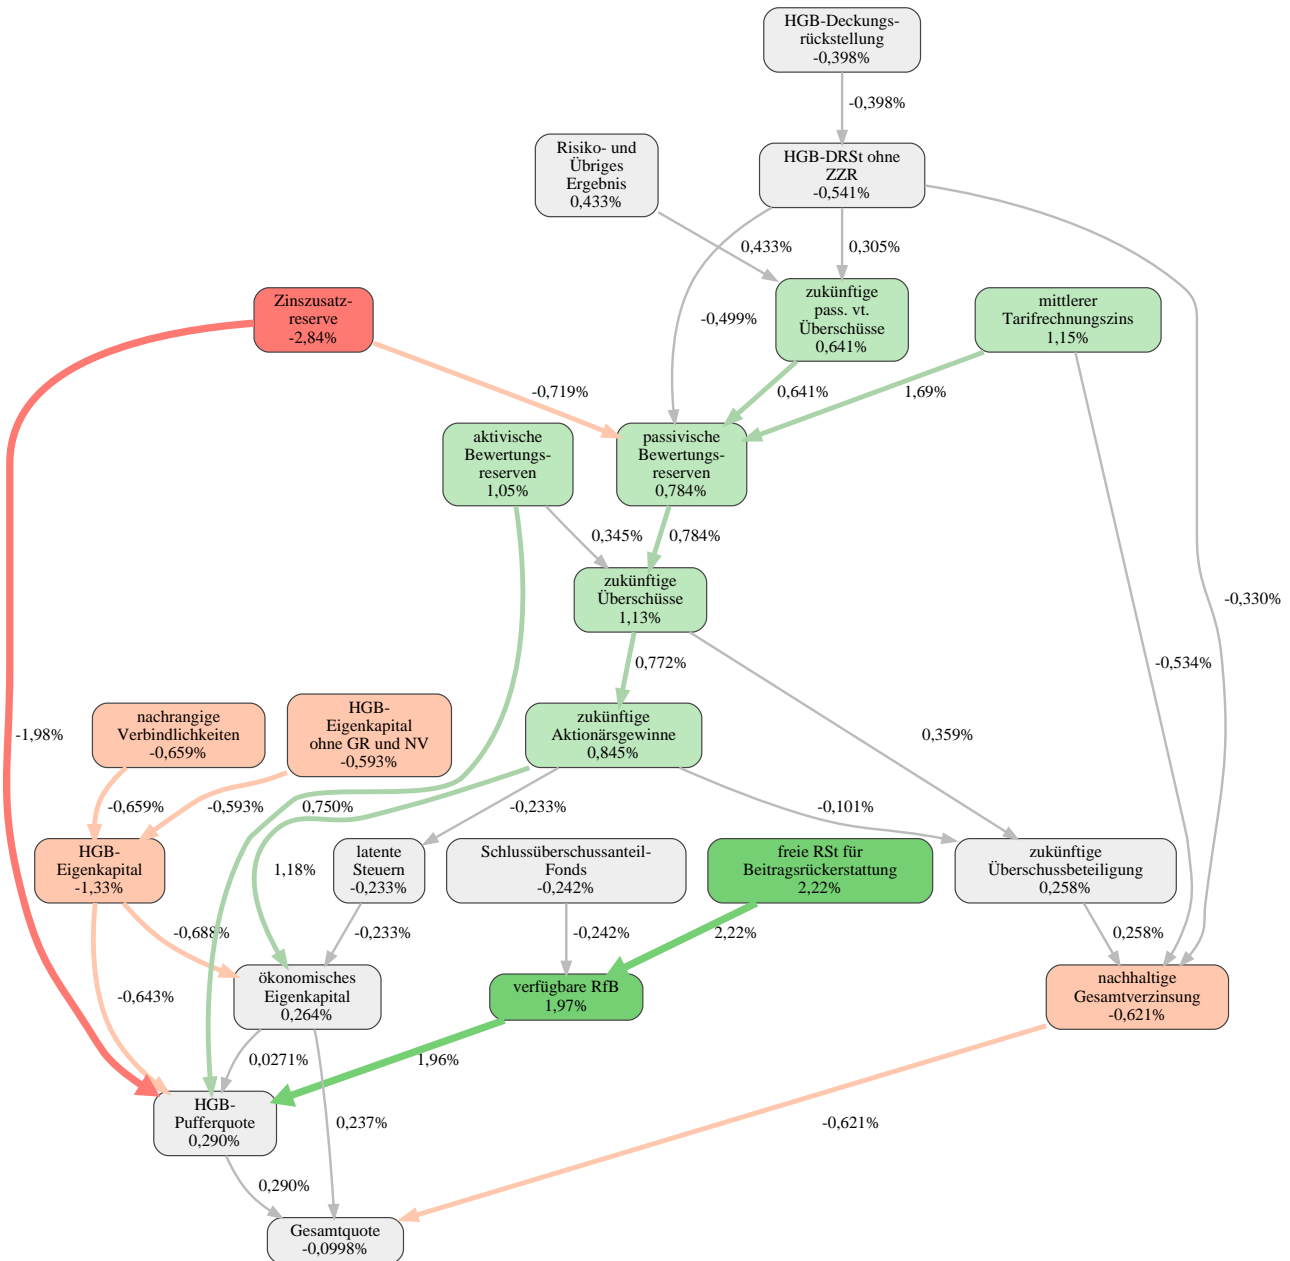 HGB-Deckungs-
rückstellung
-0,398%
-0,398%
Risiko- und
Übriges
Ergebnis
0,433%
HGB-DRSt ohne
ZZR
-0,541%
0,433%
0,305%
Zinszusatz-
reserve
-2,84%
-0,499%
zukünftige
pass. vt.
Überschüsse
0,641%
mittlerer
Tarifrechnungszins
1,15%
-0,719%
0,641%
1,69%
aktivische
Bewertungs-
reserven
1,05%
passivische
Bewertungs-
reserven
0,784%
0,345%
0,784%
zukünftige
Überschüsse
1,13%
-0,330%
0,772%
-0,534%
nachrangige
Verbindlichkeiten
-0,659%
HGB-
Eigenkapital
ohne GR und NV
-0,593%
zukünftige
Aktionärsgewinne
0,845%
-1,98%
0,359%
-0,659%
-0,593%
0,750%
-0,233%
-0,101%
HGB-
Eigenkapital
-1,33%
1,18%
latente
Steuern
-0,233%
Schlussüberschussanteil-
Fonds
-0,242%
freie RSt für
Beitragsrückerstattung
2,22%
zukünftige
Überschussbeteiligung
0,258%
-0,688%
-0,233%
-0,242%
2,22%
0,258%
-0,643%
ökonomisches
Eigenkapital
0,264%
verfügbare RfB
1,97%
nachhaltige
Gesamtverzinsung
-0,621%
0,0271%
1,96%
HGB-
Pufferquote
0,290%
0,237%
-0,621%
0,290%
Gesamtquote
-0,0998%